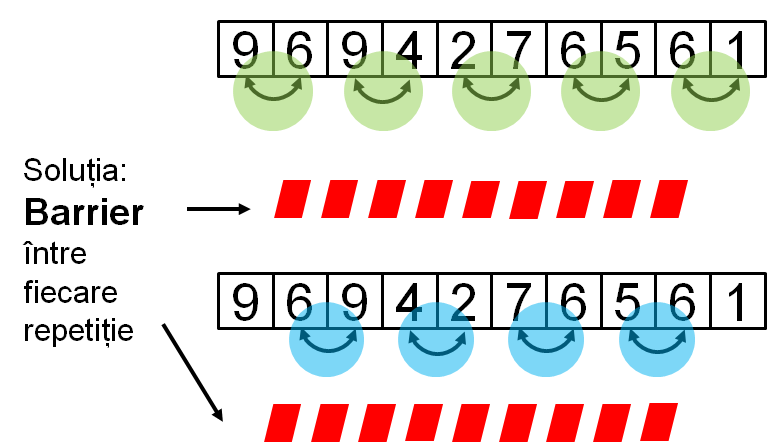 9 6 9 4 2 7 6 5 6 1
Soluția:
Barrier
între
fiecare
repetiție
9 6 9 4 2 7 6 5 6 1